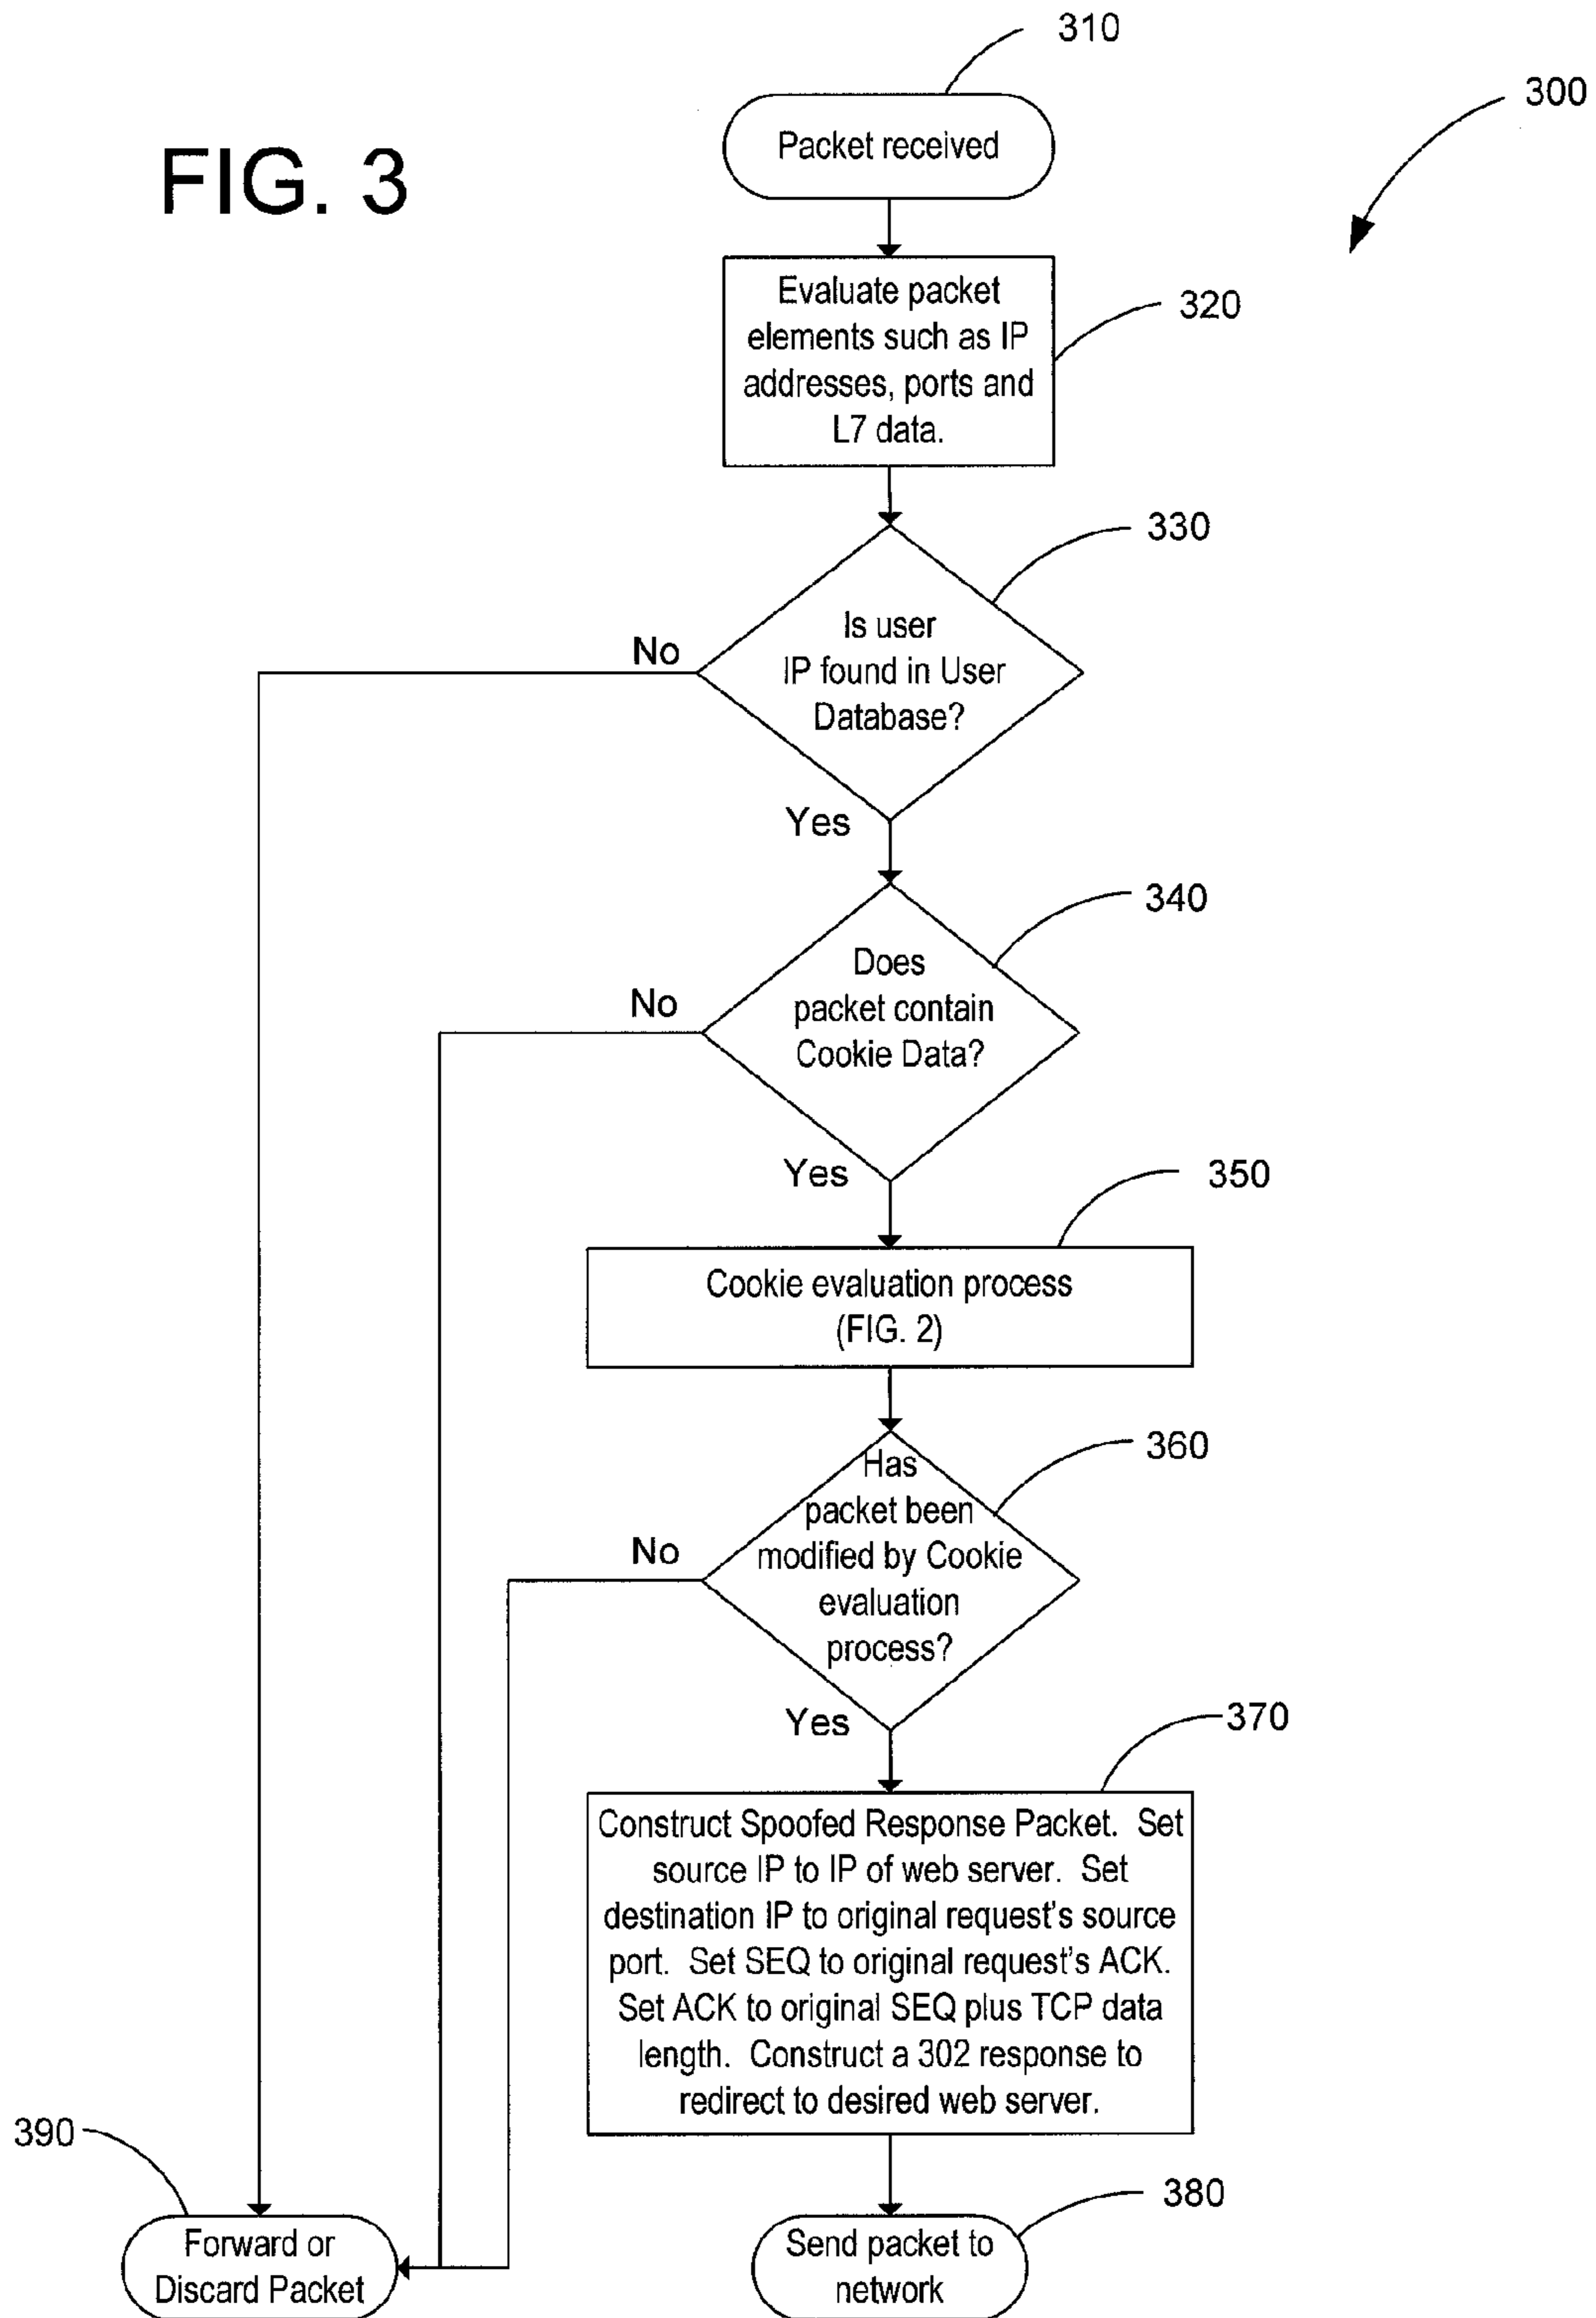 310
300
FIG. 3
Packet received
Evaluate packet
elements such as IP
addresses, ports and
L7 data.
320
330
Is user
IP found in User
Database?
No
Yes
340
Does
packet contain
Cookie Data?
No
Yes
350
Cookie evaluation process
(FIG. 2)
360
Has
packet been
modified by Cookie
evaluation
process?
No
Yes
370
Construct Spoofed Response Packet. Set
source IP to IP of web server. Set
destination IP to original request's source
port. Set SEQ to original request's ACK.
Set ACK to original SEQ plus TCP data
length. Construct a 302 response to
redirect to desired web server.
390
380
Forward or
Discard Packet
Send packet to
network